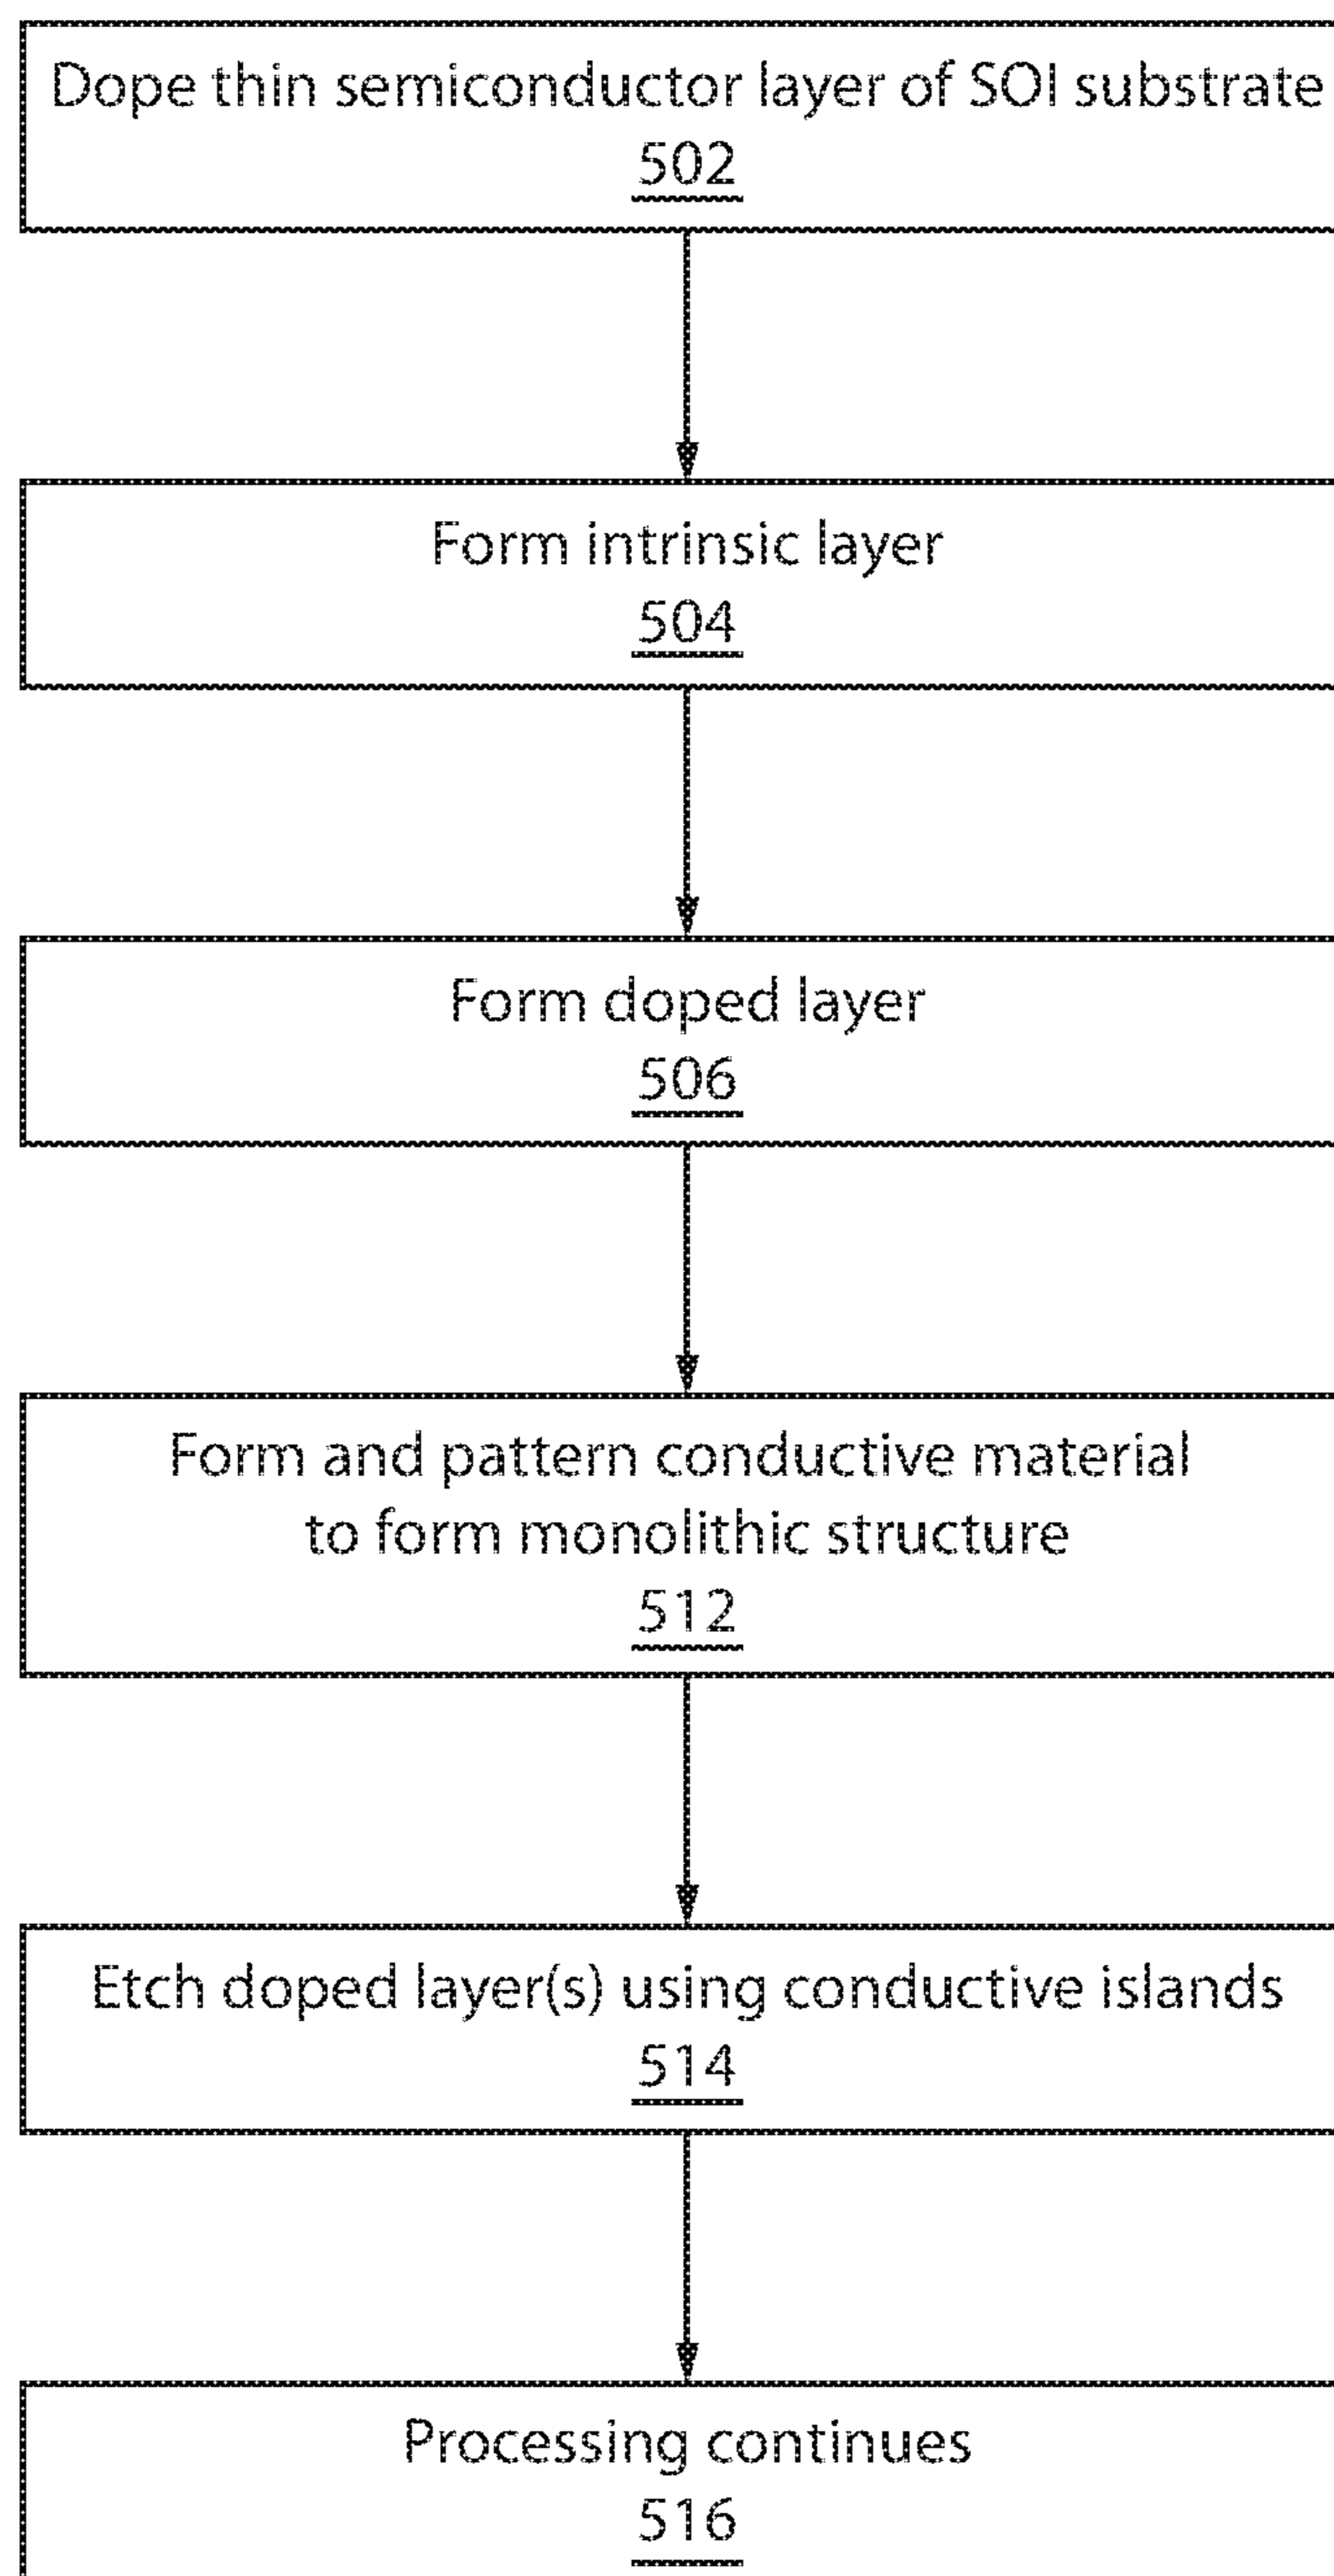 Dope thin semiconductor layer of SOI substrate
502
Form intrinsic layer
504
Form doped layer
506
Form and pattern conductive material
to form monolithic structure
512
Etch doped layer(s) using conductive islands
514
Processing continues
516